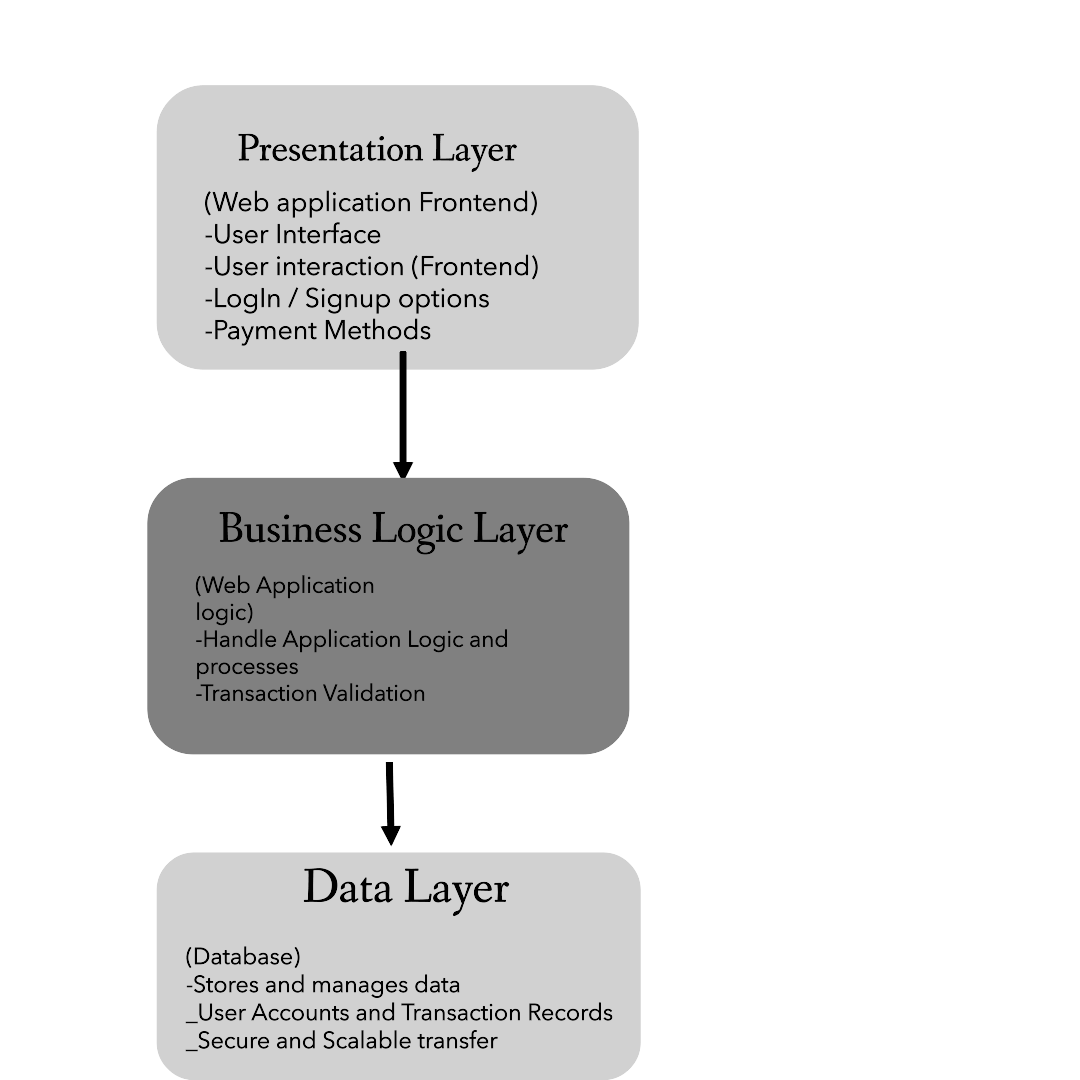 Presentation Layer
(Web application Frontend)
-User Interface
-User interaction (Frontend)
-LogIn / Signup options
-Payment Methods
Business Logic Layer
(Web Application
logic)
-Handle Application Logic and
processes
-Transaction Validation
Data Layer
(Database)
-Stores and manages data
_User Accounts and Transaction Records
_Secure and Scalable transfer